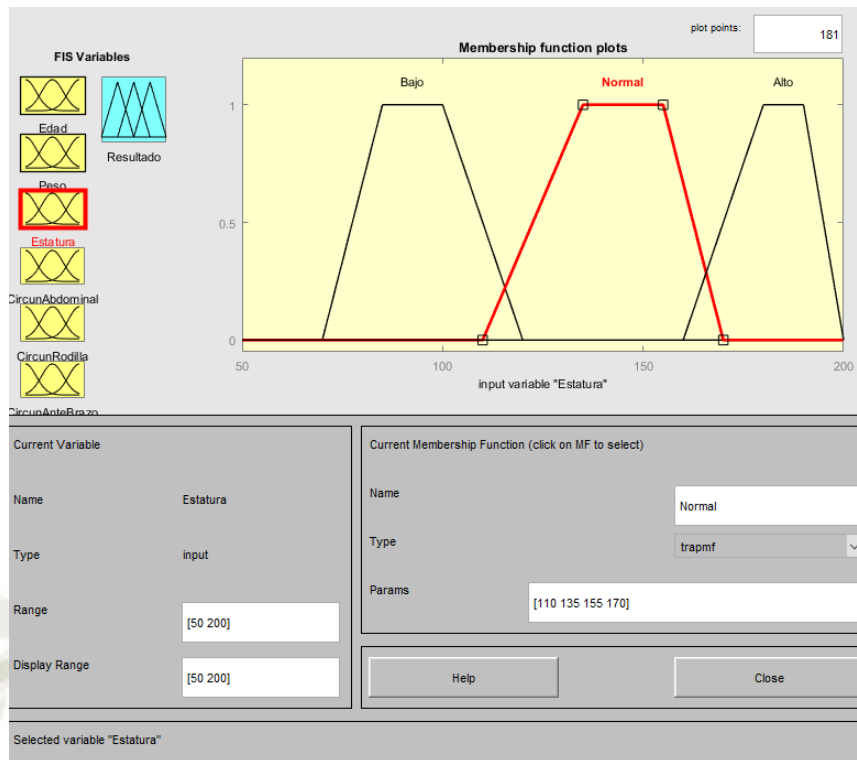 plot points:
181
FIS Variables
Membership function plots
Edad
Peso
Estatura
CircunAbdominal
CircunRodilla
CircunAnteBrazo
Resultado
Bajo
Normal
Alto
1
0.5
0
50
100
150
200
input variable "Estatura"
Current Variable
Name
Estatura
Type
input
Range
[50 200]
Display Range
[50 200]
Current Membership Function (click on MF to select)
Name
Normal
Type
trapmf
Params
[110 135 155 170]
Help
Close
Selected variable "Estatura"